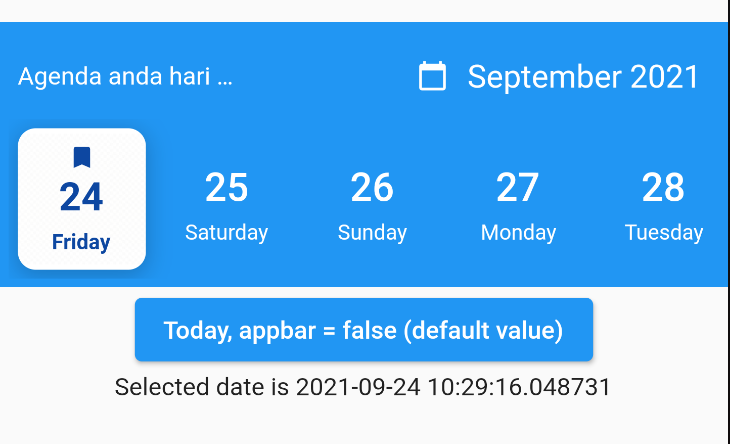 Agenda anda hari ... September 2021
24 25 26 27 28
Friday Saturday Sunday Monday Tuesday
Today, appbar = false (default value)
Selected date is 2021-09-24 10:29:16.048731